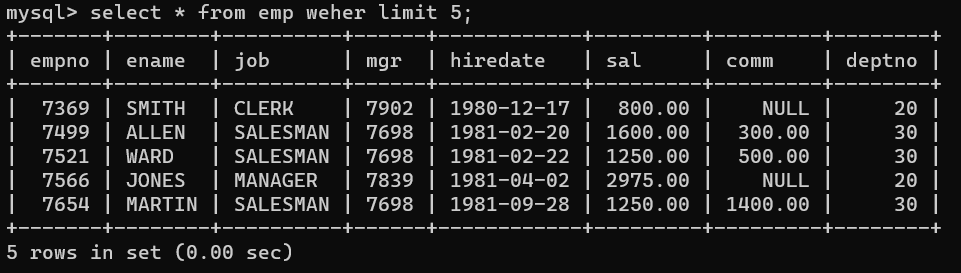 mysql> select * from emp weher limit 5;
+-------+--------+----------+------+------------+---------+---------+--------+
| empno | ename  | job      | mgr  | hiredate   | sal     | comm    | deptno |
+-------+--------+----------+------+------------+---------+---------+--------+
|  7369 | SMITH  | CLERK    | 7902 | 1980-12-17 |  800.00 |    NULL |     20 |
|  7499 | ALLEN  | SALESMAN | 7698 | 1981-02-20 | 1600.00 |  300.00 |     30 |
|  7521 | WARD   | SALESMAN | 7698 | 1981-02-22 | 1250.00 |  500.00 |     30 |
|  7566 | JONES  | MANAGER  | 7839 | 1981-04-02 | 2975.00 |    NULL |     20 |
|  7654 | MARTIN | SALESMAN | 7698 | 1981-09-28 | 1250.00 | 1400.00 |     30 |
+-------+--------+----------+------+------------+---------+---------+--------+
5 rows in set (0.00 sec)